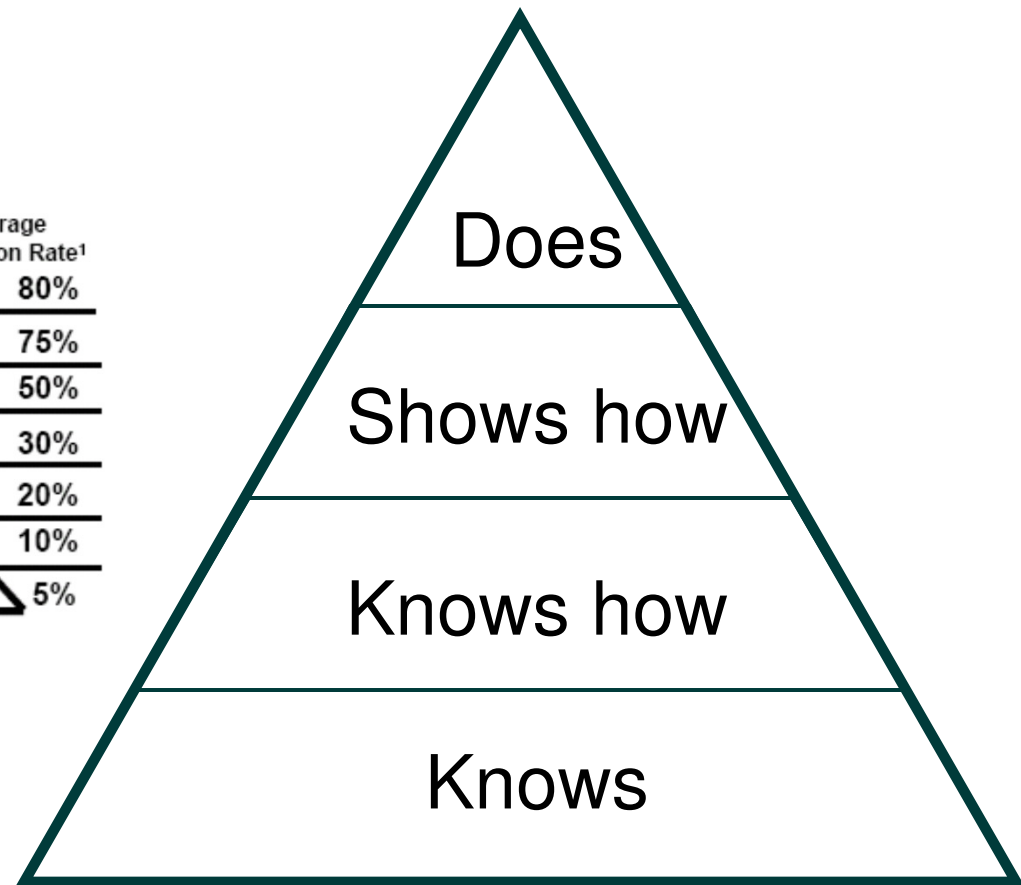 rage
on Rate¹
80%
75%
50%
30%
20%
10%
5%
Does
Shows how
Knows how
Knows